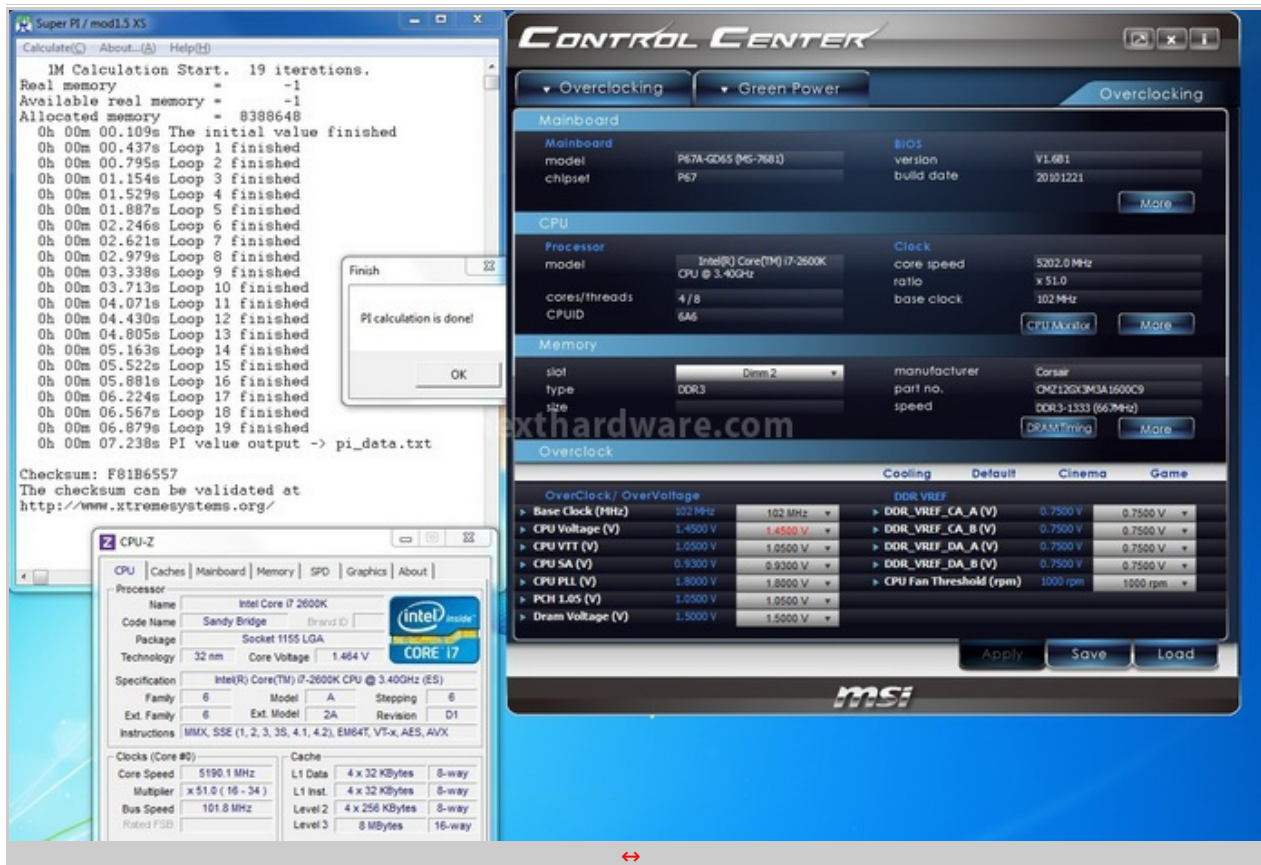 Super PI / mod1.5 XS
Calculate(C) About...(A) Help(H)
1M Calculation Start. 19 iterations.
Real memory = -1
Available real memory = -1
Allocated memory = 8388648
0h 00m 00.109s The initial value finished
0h 00m 00.437s Loop 1 finished
0h 00m 00.795s Loop 2 finished
0h 00m 01.154s Loop 3 finished
0h 00m 01.529s Loop 4 finished
0h 00m 01.887s Loop 5 finished
0h 00m 02.246s Loop 6 finished
0h 00m 02.621s Loop 7 finished
0h 00m 02.979s Loop 8 finished
0h 00m 03.338s Loop 9 finished
0h 00m 03.713s Loop 10 finished
0h 00m 04.071s Loop 11 finished
0h 00m 04.430s Loop 12 finished
0h 00m 04.805s Loop 13 finished
0h 00m 05.163s Loop 14 finished
0h 00m 05.522s Loop 15 finished
0h 00m 05.881s Loop 16 finished
0h 00m 06.224s Loop 17 finished
0h 00m 06.567s Loop 18 finished
0h 00m 06.879s Loop 19 finished
0h 00m 07.238s PI value output -> pi_data.txt
Checksum: F81B6557
The checksum can be validated at
http://www.xtremesystems.org/
Finish
PI calculation is done!
OK
CPU-Z
CPU Caches Mainboard Memory SPD Graphics About
Processor
Name Intel Core i7 2600K
Code Name Sandy Bridge Brand ID
Package Socket 1155 LGA
Technology 32 nm Core Voltage 1.464 V
(intel) inside™
CORE i7
Specification Intel(R) Core(TM) i7-2600K CPU @ 3.40GHz (ES)
Family 6 Model A Stepping 6
Ext. Family 6 Ext. Model 2A Revision D1
Instructions MMX, SSE (1, 2, 3, 3S, 4.1, 4.2), EM64T, VT-x, AES, AVX
Clocks (Core #0) Cache
Core Speed 5190.1 MHz L1 Data 4 x 32 KBytes 8-way
Multiplier x 51.0 ( 16 - 34 ) L1 Inst. 4 x 32 KBytes 8-way
Bus Speed 101.8 MHz Level 2 4 x 256 KBytes 8-way
Rated FSB Level 3 8 MBytes 16-way
CONTROL CENTER
Overclocking Green Power Overclocking
Mainboard
Mainboard BIOS
model P67A-GD65 (MS-7681) version V1.6B1
chipset P67 build date 20101221
More
CPU
Processor Clock
model Intel(R) Core(TM) i7-2600K CPU @ 3.40GHz core speed 5202.0 MHz
ratio x 51.0
cores/threads 4 / 8 base clock 102 MHz
CPUID 6A6 CPU Monitor More
Memory
slot Dimm 2 manufacturer Corsair
type DDR3 part no. CMZ12GX3M3A1600C9
size speed DDR3-1333 (667MHz)
DRAM Timing More
exthardware.com
Overclock
Cooling Default Cinema Game
OverClock/ OverVoltage DDR VREF
Base Clock (MHz) 102 MHz 102 MHz DDR_VREF_CA_A (V) 0.7500 V 0.7500 V
CPU Voltage (V) 1.4500 V 1.4500 V DDR_VREF_CA_B (V) 0.7500 V 0.7500 V
CPU VTT (V) 1.0500 V 1.0500 V DDR_VREF_DA_A (V) 0.7500 V 0.7500 V
CPU SA (V) 0.9300 V 0.9300 V DDR_VREF_DA_B (V) 0.7500 V 0.7500 V
CPU PLL (V) 1.8000 V 1.8000 V CPU Fan Threshold (rpm) 1000 rpm 1000 rpm
PCH 1.05 (V) 1.0500 V 1.0500 V
Dram Voltage (V) 1.5000 V 1.5000 V
Apply Save Load
msi